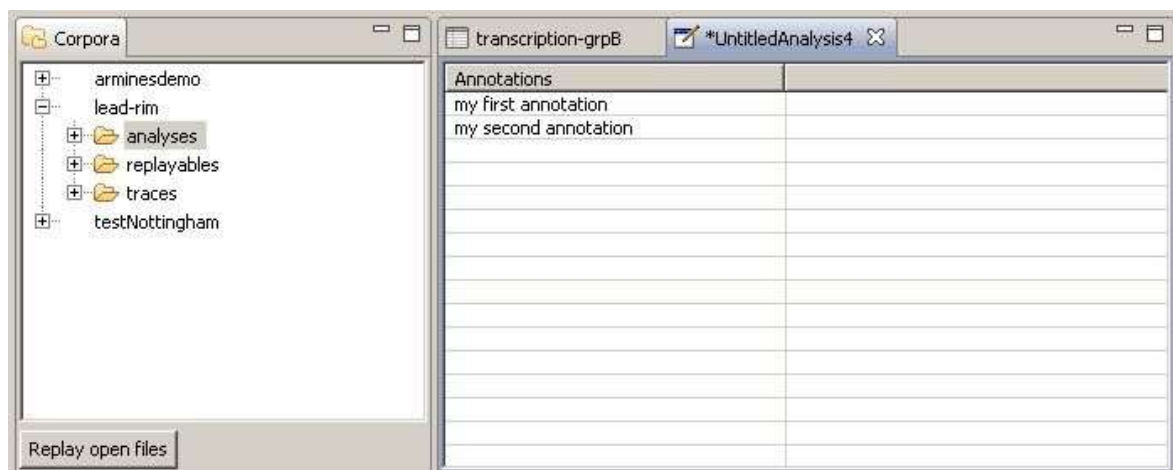 Corpora
arminesdemo
lead-rim
analyses
replayables
traces
testNottingham
Replay open files
transcription-grpB
*UntitledAnalysis4
Annotations
my first annotation
my second annotation